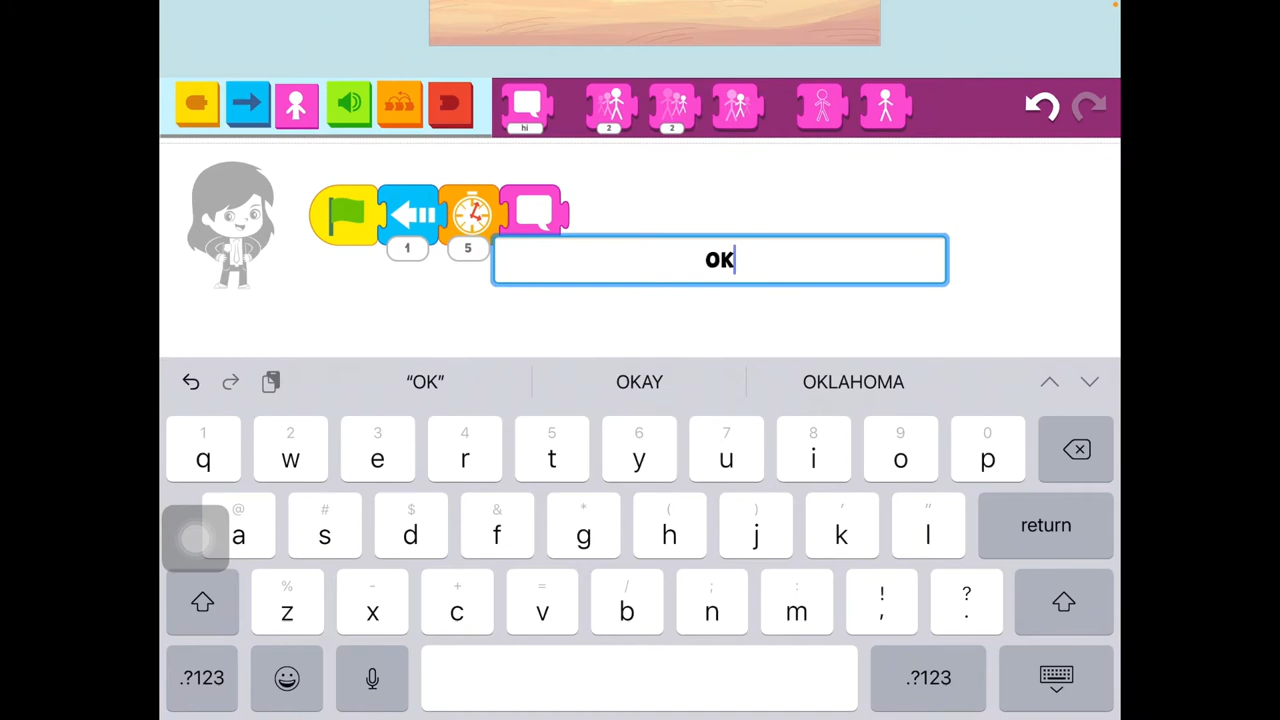 hi
2
2
1
5
OK
“OK”
OKAY
OKLAHOMA
1 2 3 4 5 6 7 8 9 0
q w e r t y u i o p
@ # $ & * ( ) ’ ”
a s d f g h j k l
return
% - + = / ; : ! ?
z x c v b n m , .
.?123
.?123